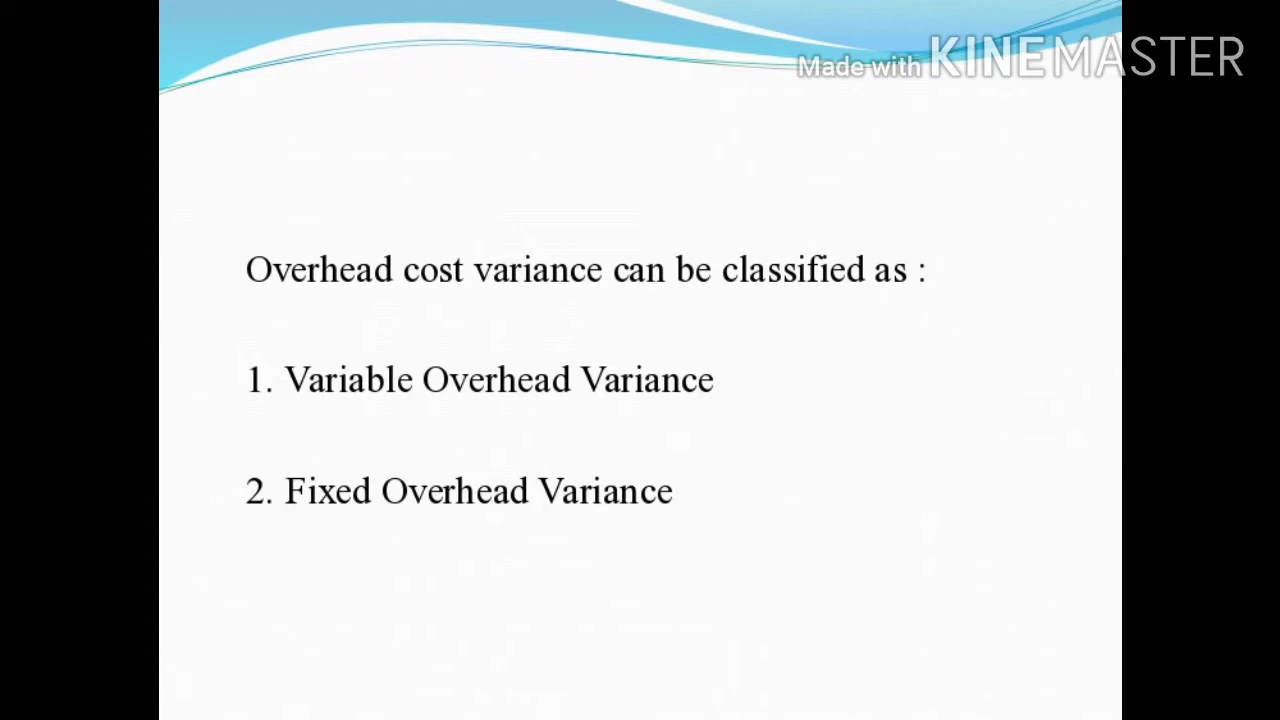 Made with KINEMASTER
Overhead cost variance can be classified as :
1. Variable Overhead Variance
2. Fixed Overhead Variance